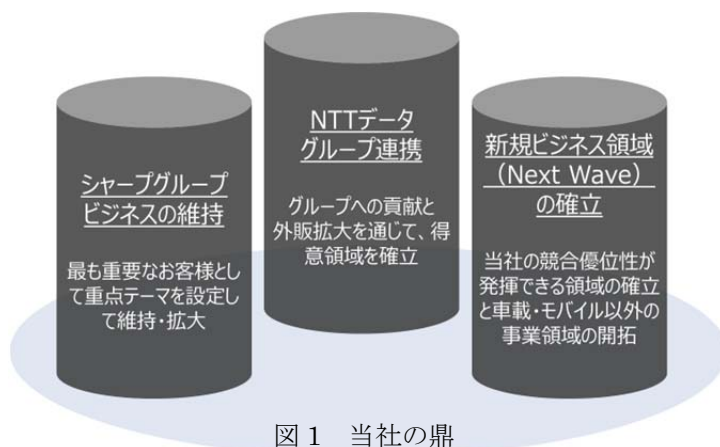 シャープグループ
ビジネスの維持
最も重要なお客様とし
て重点テーマを設定し
て維持・拡大
NTTデータ
グループ連携
グループへの貢献と
外販拡大を通じて、得
意領域を確立
新規ビジネス領域
（Next Wave）
の確立
当社の競合優位性が
発揮できる領域の確立
と車載・モバイル以外の
事業領域の開拓
図 1　当社の鼎